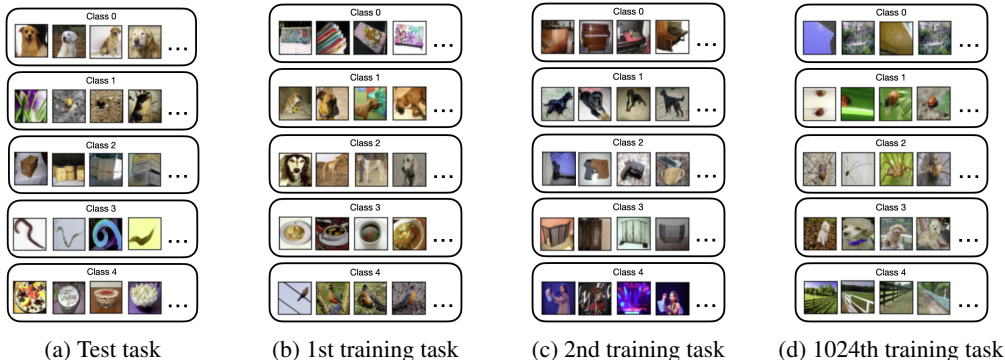 Class 0
...
Class 1
...
Class 2
...
Class 3
...
Class 4
...
(a) Test task
Class 0
...
Class 1
...
Class 2
...
Class 3
...
Class 4
...
(b) 1st training task
Class 0
...
Class 1
...
Class 2
...
Class 3
...
Class 4
...
(c) 2nd training task
Class 0
...
Class 1
...
Class 2
...
Class 3
...
Class 4
...
(d) 1024th training task